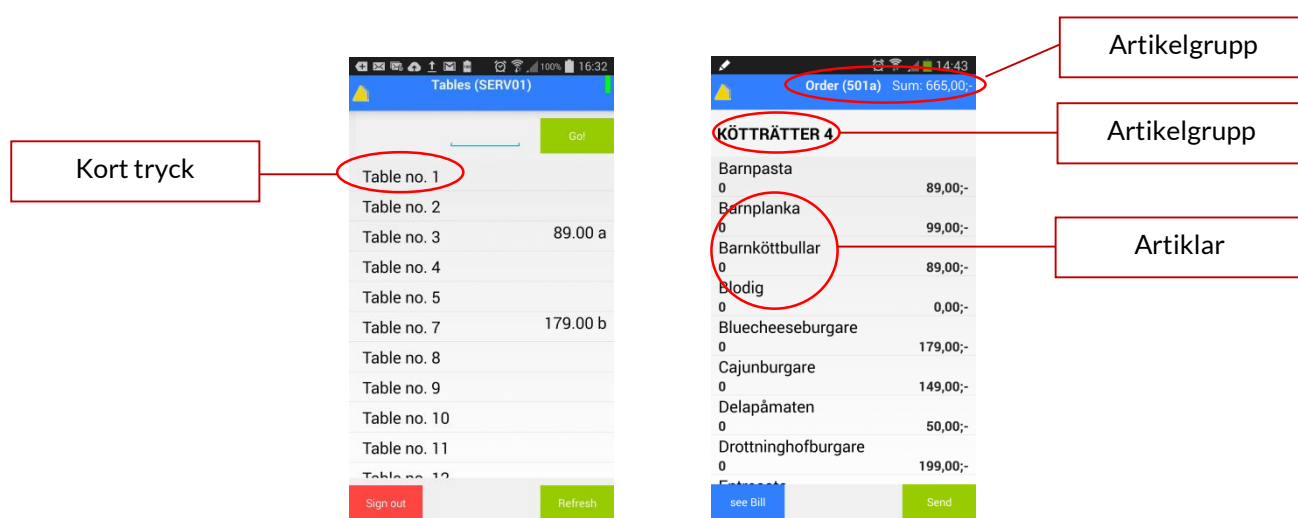 Kort tryck
100% 16:32
Tables (SERV01)
Go!
Table no. 1
Table no. 2
Table no. 3 89.00 a
Table no. 4
Table no. 5
Table no. 7 179.00 b
Table no. 8
Table no. 9
Table no. 10
Table no. 11
Table no. 12
Sign out Refresh
14:43
Order (501a) Sum: 665,00;-
KÖTTRÄTTER 4
Barnpasta
0 89,00;-
Barnplanka
0 99,00;-
Barnköttbullar
0 89,00;-
Blodig
0 0,00;-
Bluecheeseburgare
0 179,00;-
Cajunburgare
0 149,00;-
Delapåmaten
0 50,00;-
Drottninghofburgare
0 199,00;-
see Bill Send
Artikelgrupp
Artikelgrupp
Artiklar